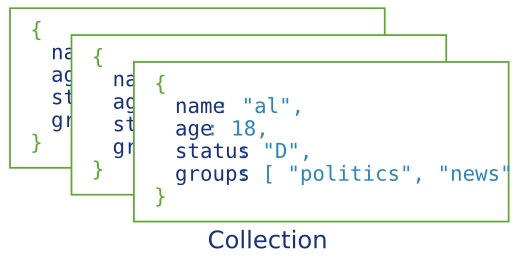 {
na
ag
st
gr
}
{
na
ag
st
gr
}
{
name: "al",
age: 18,
status: "D",
groups: [ "politics", "news"
}
Collection